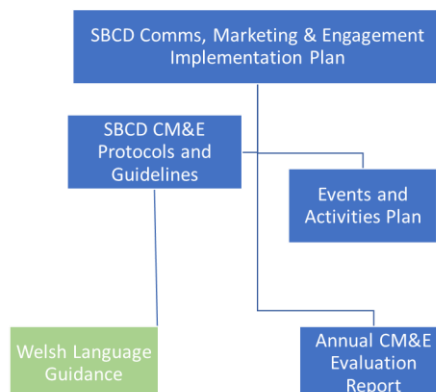 SBCD Comms, Marketing & Engagement
Implementation Plan
SBCD CM&E
Protocols and
Guidelines
Events and
Activities Plan
Welsh Language
Guidance
Annual CM&E
Evaluation
Report